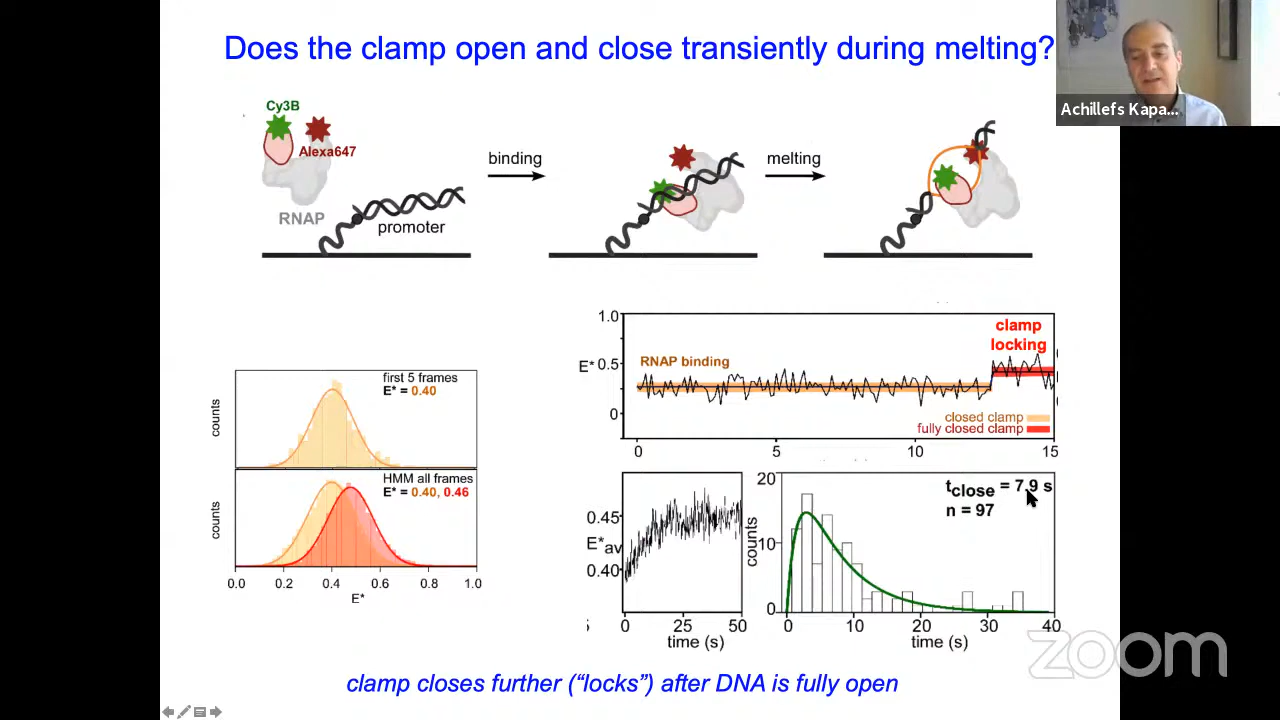 Does the clamp open and close transiently during melting?
Achillefs Kapa...
Cy3B
Alexa647
RNAP
promoter
binding
melting
1.0
E* 0.5
0
RNAP binding
clamp
locking
closed clamp
fully closed clamp
0 5 10 15
first 5 frames
E* = 0.40
counts
HMM all frames
E* = 0.40, 0.46
counts
0.0 0.2 0.4 0.6 0.8 1.0
E*
0.45
E*av
0.40
0 25 50
time (s)
20
10
0
counts
tclose = 7.9 s
n = 97
0 10 20 30 40
time (s)
zoom
clamp closes further (“locks”) after DNA is fully open